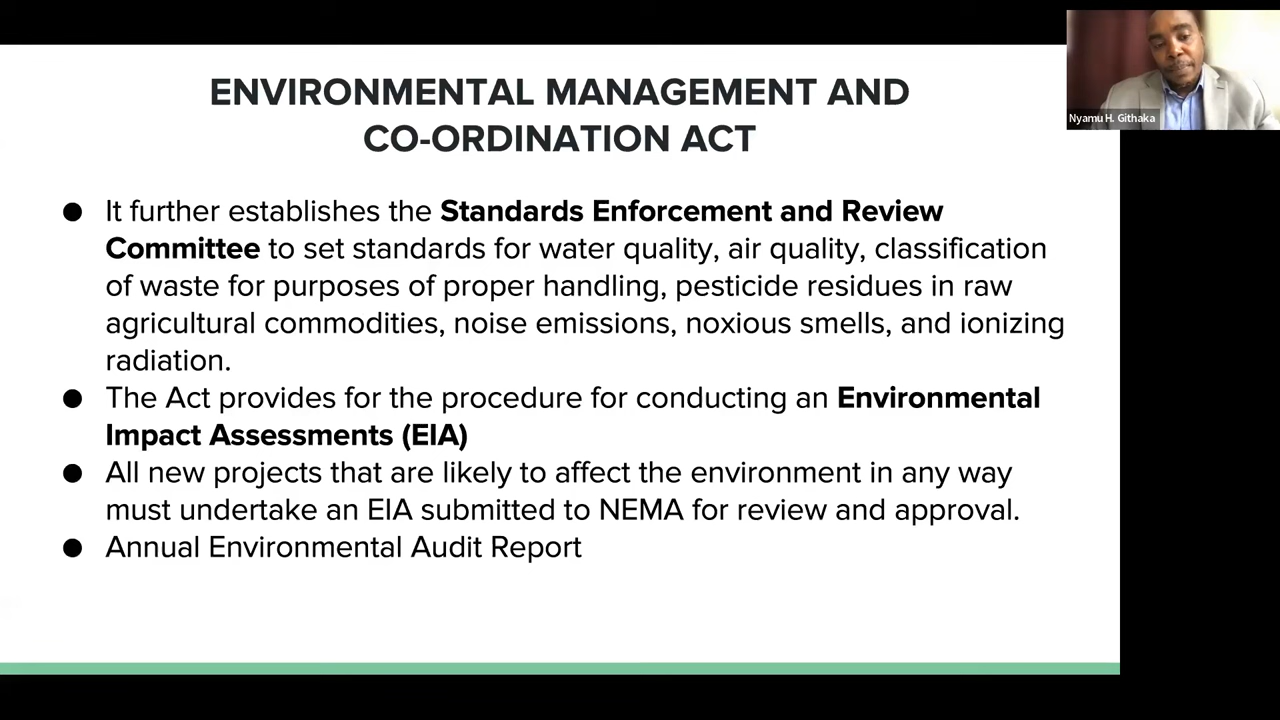 ENVIRONMENTAL MANAGEMENT AND
CO-ORDINATION ACT
Nyamu H. Githaka
● It further establishes the Standards Enforcement and Review
Committee to set standards for water quality, air quality, classification
of waste for purposes of proper handling, pesticide residues in raw
agricultural commodities, noise emissions, noxious smells, and ionizing
radiation.
● The Act provides for the procedure for conducting an Environmental
Impact Assessments (EIA)
● All new projects that are likely to affect the environment in any way
must undertake an EIA submitted to NEMA for review and approval.
● Annual Environmental Audit Report